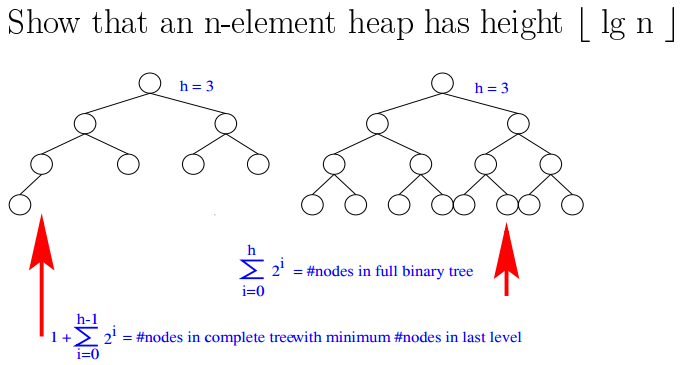 Show that an n-element heap has height ⌊ lg n ⌋
h = 3
h = 3
h
∑ 2^i = #nodes in full binary tree
i=0
h-1
1 + ∑ 2^i = #nodes in complete treewith minimum #nodes in last level
i=0